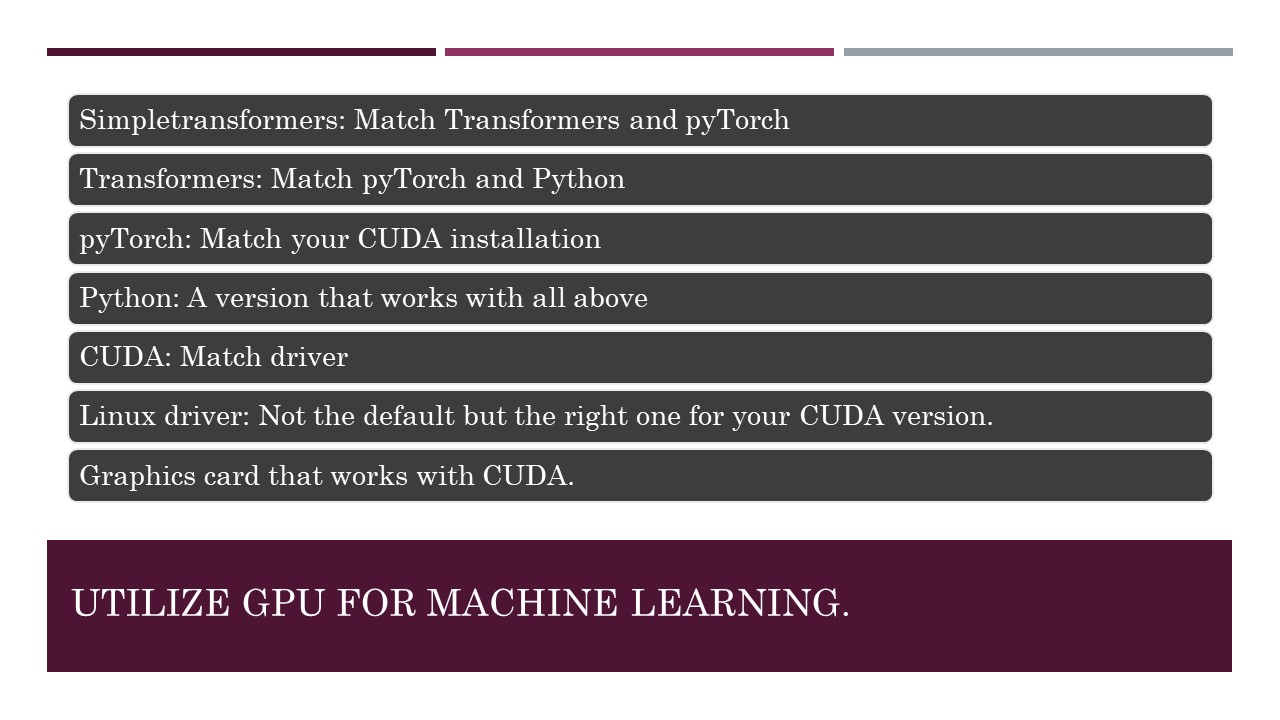 Simpletransformers: Match Transformers and pyTorch
Transformers: Match pyTorch and Python
pyTorch: Match your CUDA installation
Python: A version that works with all above
CUDA: Match driver
Linux driver: Not the default but the right one for your CUDA version.
Graphics card that works with CUDA.
UTILIZE GPU FOR MACHINE LEARNING.